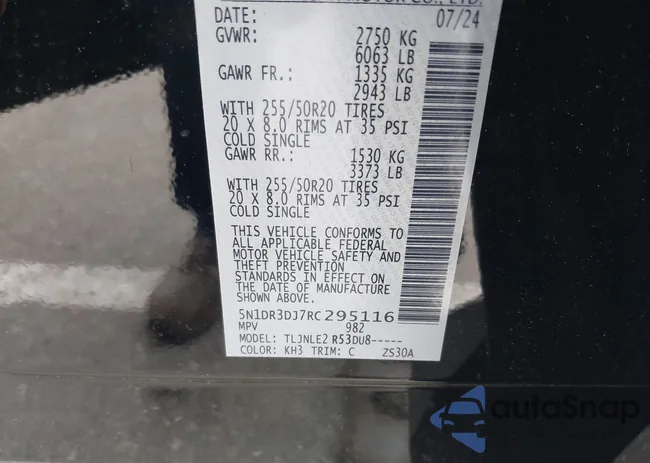 MOTOR CO., LTD.
DATE: 07/24
GVWR: 2750 KG
6063 LB
GAWR FR.: 1335 KG
2943 LB
WITH 255/50R20 TIRES
20 X 8.0 RIMS AT 35 PSI
COLD SINGLE
GAWR RR.: 1530 KG
3373 LB
WITH 255/50R20 TIRES
20 X 8.0 RIMS AT 35 PSI
COLD SINGLE
THIS VEHICLE CONFORMS TO
ALL APPLICABLE FEDERAL
MOTOR VEHICLE SAFETY AND
THEFT PREVENTION
STANDARDS IN EFFECT ON
THE DATE OF MANUFACTURE
SHOWN ABOVE.
5N1DR3DJ7RC295116
MPV 982
MODEL: TLJNLE2 R53DU8-----
COLOR: KH3 TRIM: C ZS30A
autoSnap